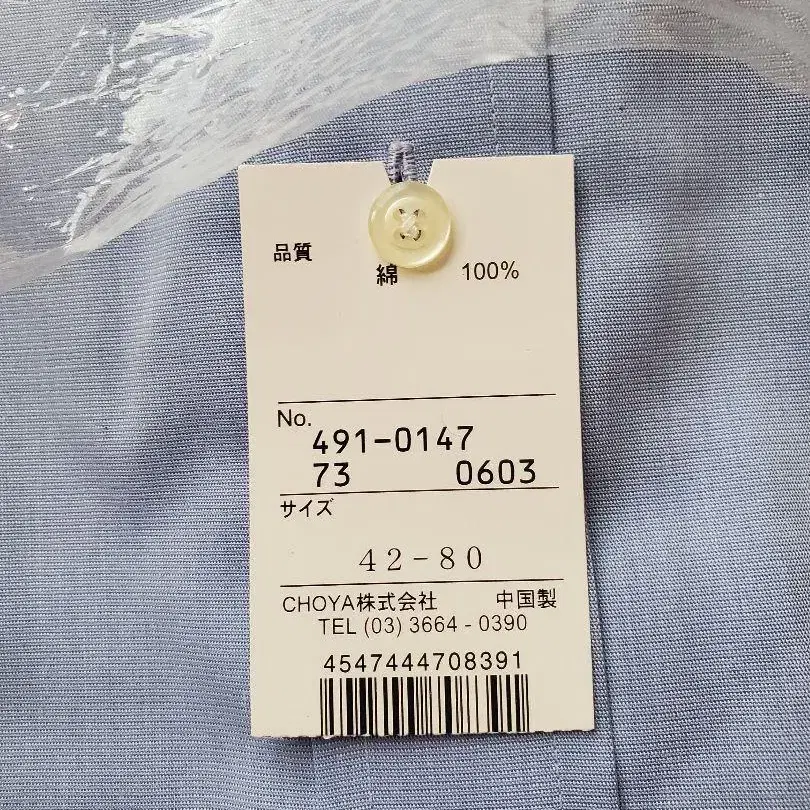 品質
綿 100%
No.
491-0147
73 0603
サイズ
42-80
CHOYA株式会社 中国製
TEL (03) 3664 - 0390
4547444708391